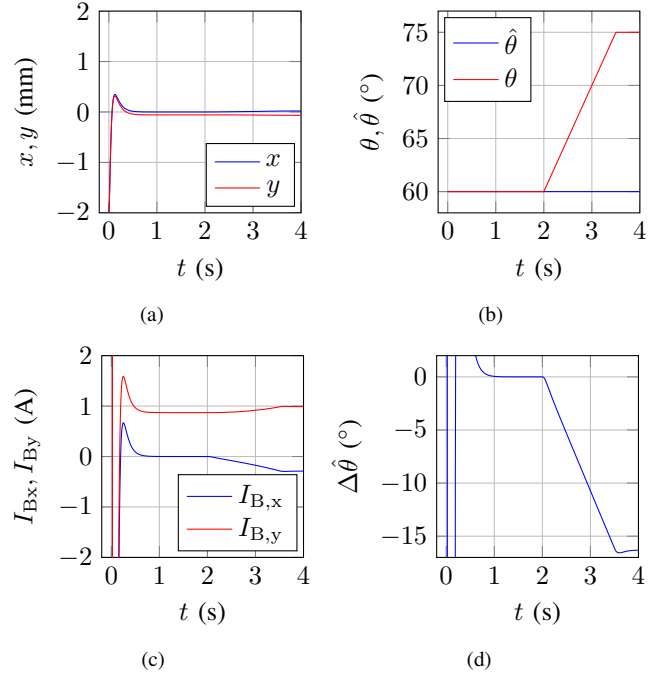 2
1
0
−1
−2
0 1 2 3 4
x, y (mm)
t (s)
x
y
(a)
75
70
65
60
0 1 2 3 4
θ, θ̂ (°)
t (s)
θ̂
θ
(b)
2
1
0
−1
−2
0 1 2 3 4
I_Bx, I_By (A)
t (s)
I_B,x
I_B,y
(c)
0
−5
−10
−15
0 1 2 3 4
Δθ̂ (°)
t (s)
(d)